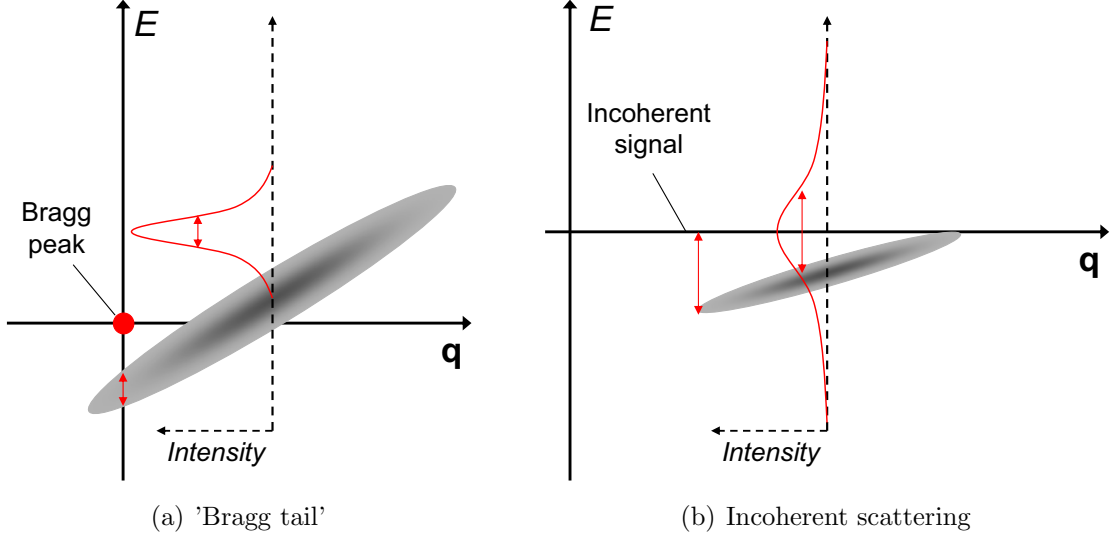 E
Bragg
peak
q
Intensity
(a) 'Bragg tail'
E
Incoherent
signal
q
Intensity
(b) Incoherent scattering